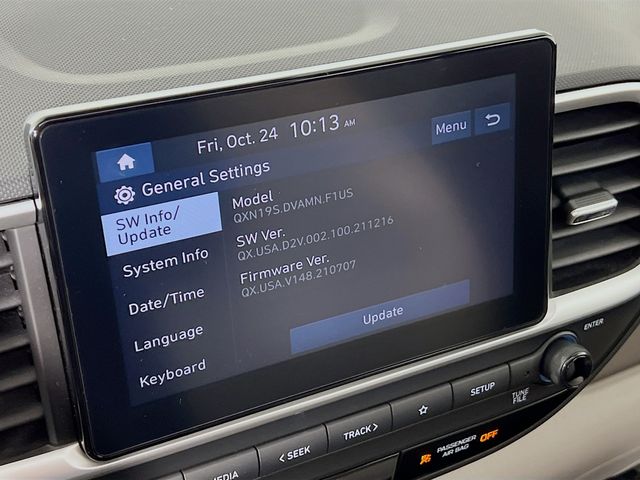 Fri, Oct. 24 10:13 AM
Menu
General Settings
SW Info/
Update
System Info
Date/Time
Language
Keyboard
Model
QXN19S.DVAMN.F1US
SW Ver.
QX.USA.D2V.002.100.211216
Firmware Ver.
QX.USA.V148.210707
Update
MEDIA
< SEEK
TRACK >
☆
SETUP
TUNE
FILE
ENTER
PASSENGER
AIR BAG
OFF